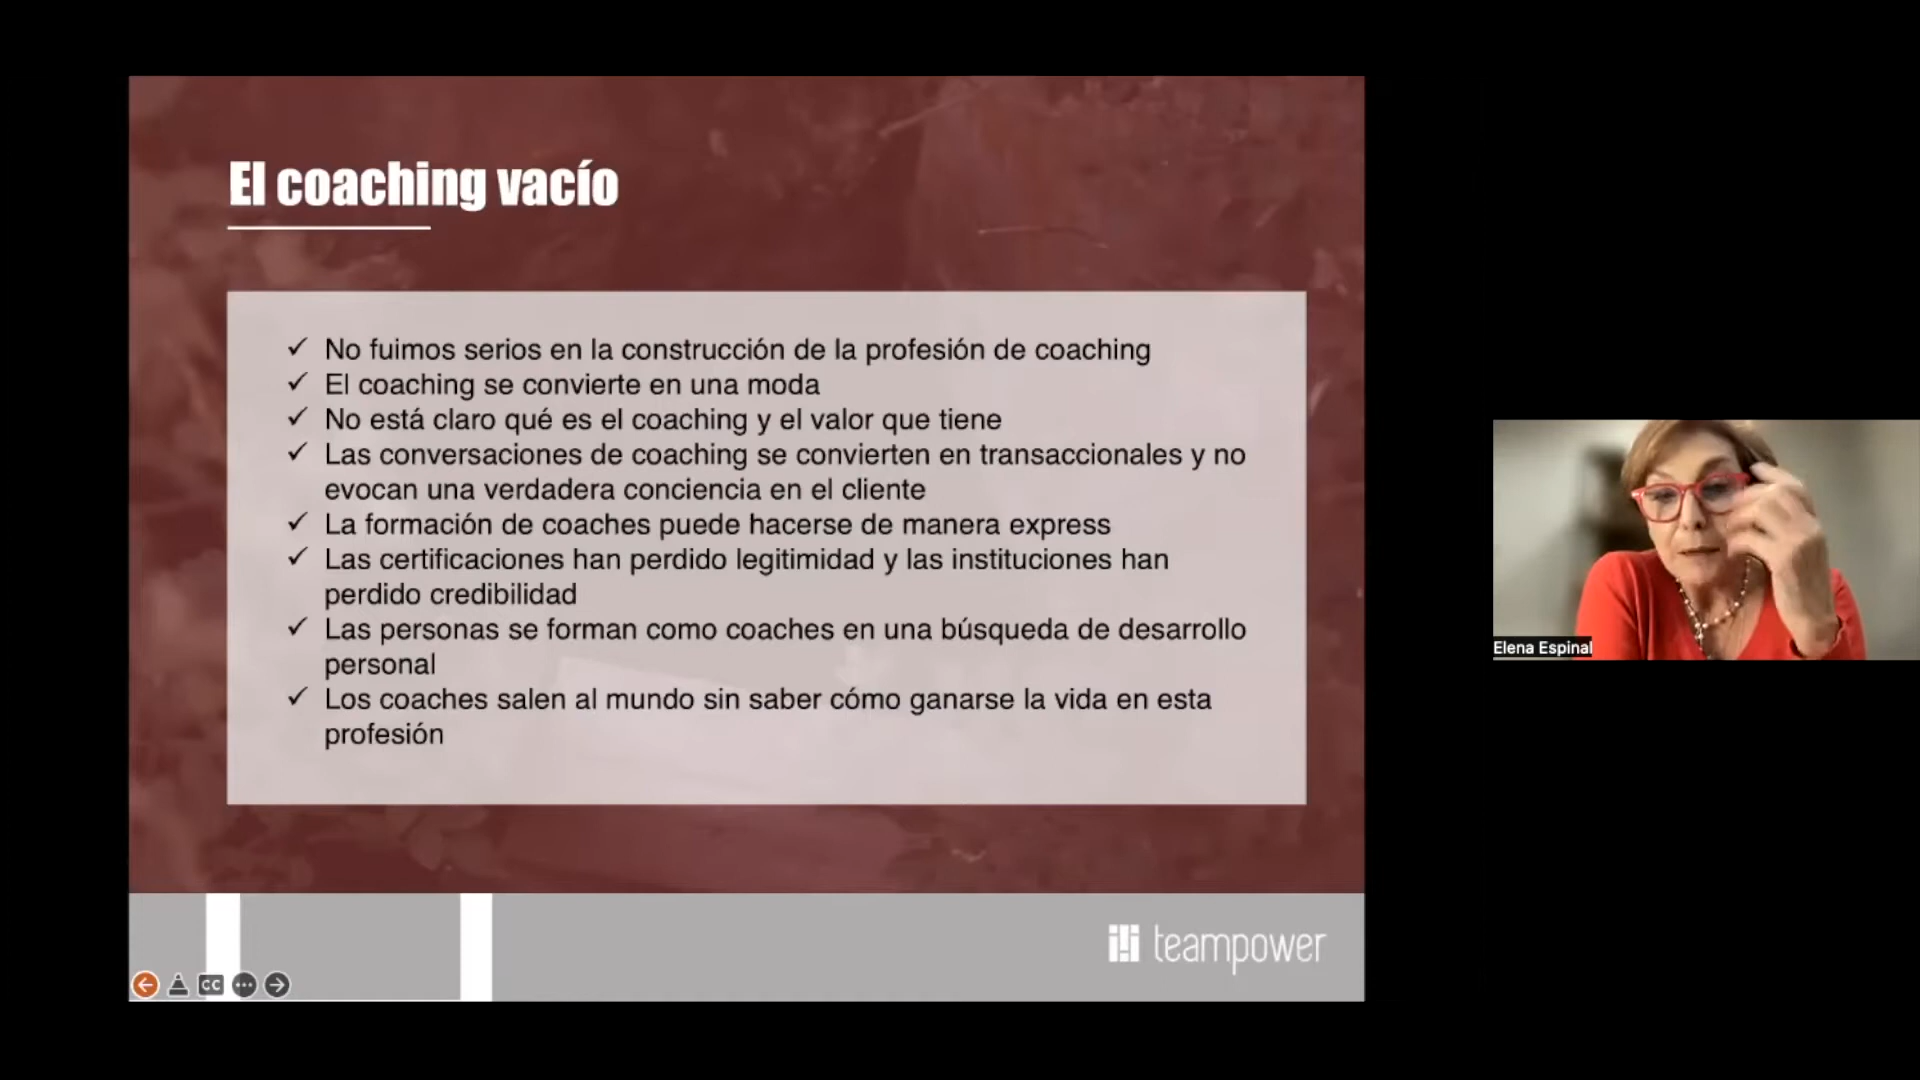 El coaching vacío
No fuimos serios en la construcción de la profesión de coaching
El coaching se convierte en una moda
No está claro qué es el coaching y el valor que tiene
Las conversaciones de coaching se convierten en transaccionales y no
evocan una verdadera conciencia en el cliente
La formación de coaches puede hacerse de manera express
Las certificaciones han perdido legitimidad y las instituciones han
perdido credibilidad
Las personas se forman como coaches en una búsqueda de desarrollo
personal
Los coaches salen al mundo sin saber cómo ganarse la vida en esta
profesión
teampower
CC
Elena Espinal